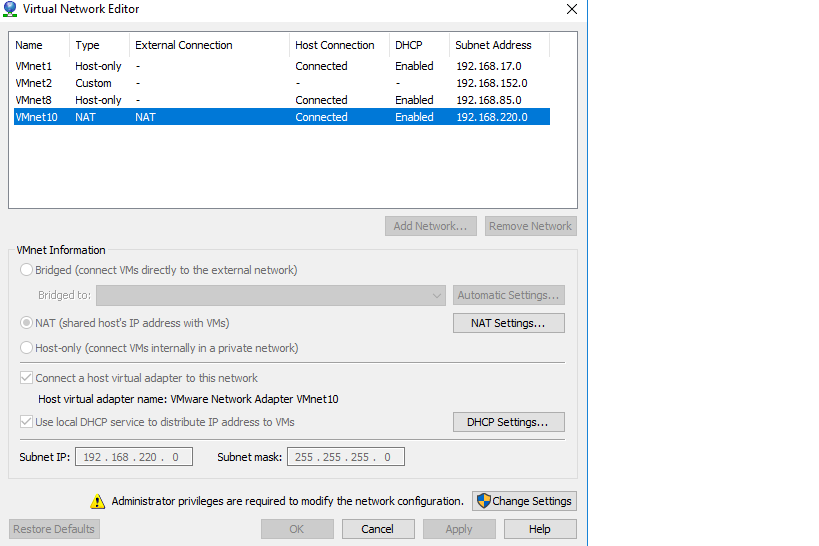 Virtual Network Editor
Name Type External Connection Host Connection DHCP Subnet Address
VMnet1 Host-only - Connected Enabled 192.168.17.0
VMnet2 Custom - - - 192.168.152.0
VMnet8 Host-only - Connected Enabled 192.168.85.0
VMnet10 NAT NAT Connected Enabled 192.168.220.0
Add Network... Remove Network
VMnet Information
Bridged (connect VMs directly to the external network)
Bridged to: Automatic Settings...
NAT (shared host's IP address with VMs) NAT Settings...
Host-only (connect VMs internally in a private network)
Connect a host virtual adapter to this network
Host virtual adapter name: VMware Network Adapter VMnet10
Use local DHCP service to distribute IP address to VMs DHCP Settings...
Subnet IP: 192 . 168 . 220 . 0 Subnet mask: 255 . 255 . 255 . 0
Administrator privileges are required to modify the network configuration. Change Settings
Restore Defaults OK Cancel Apply Help